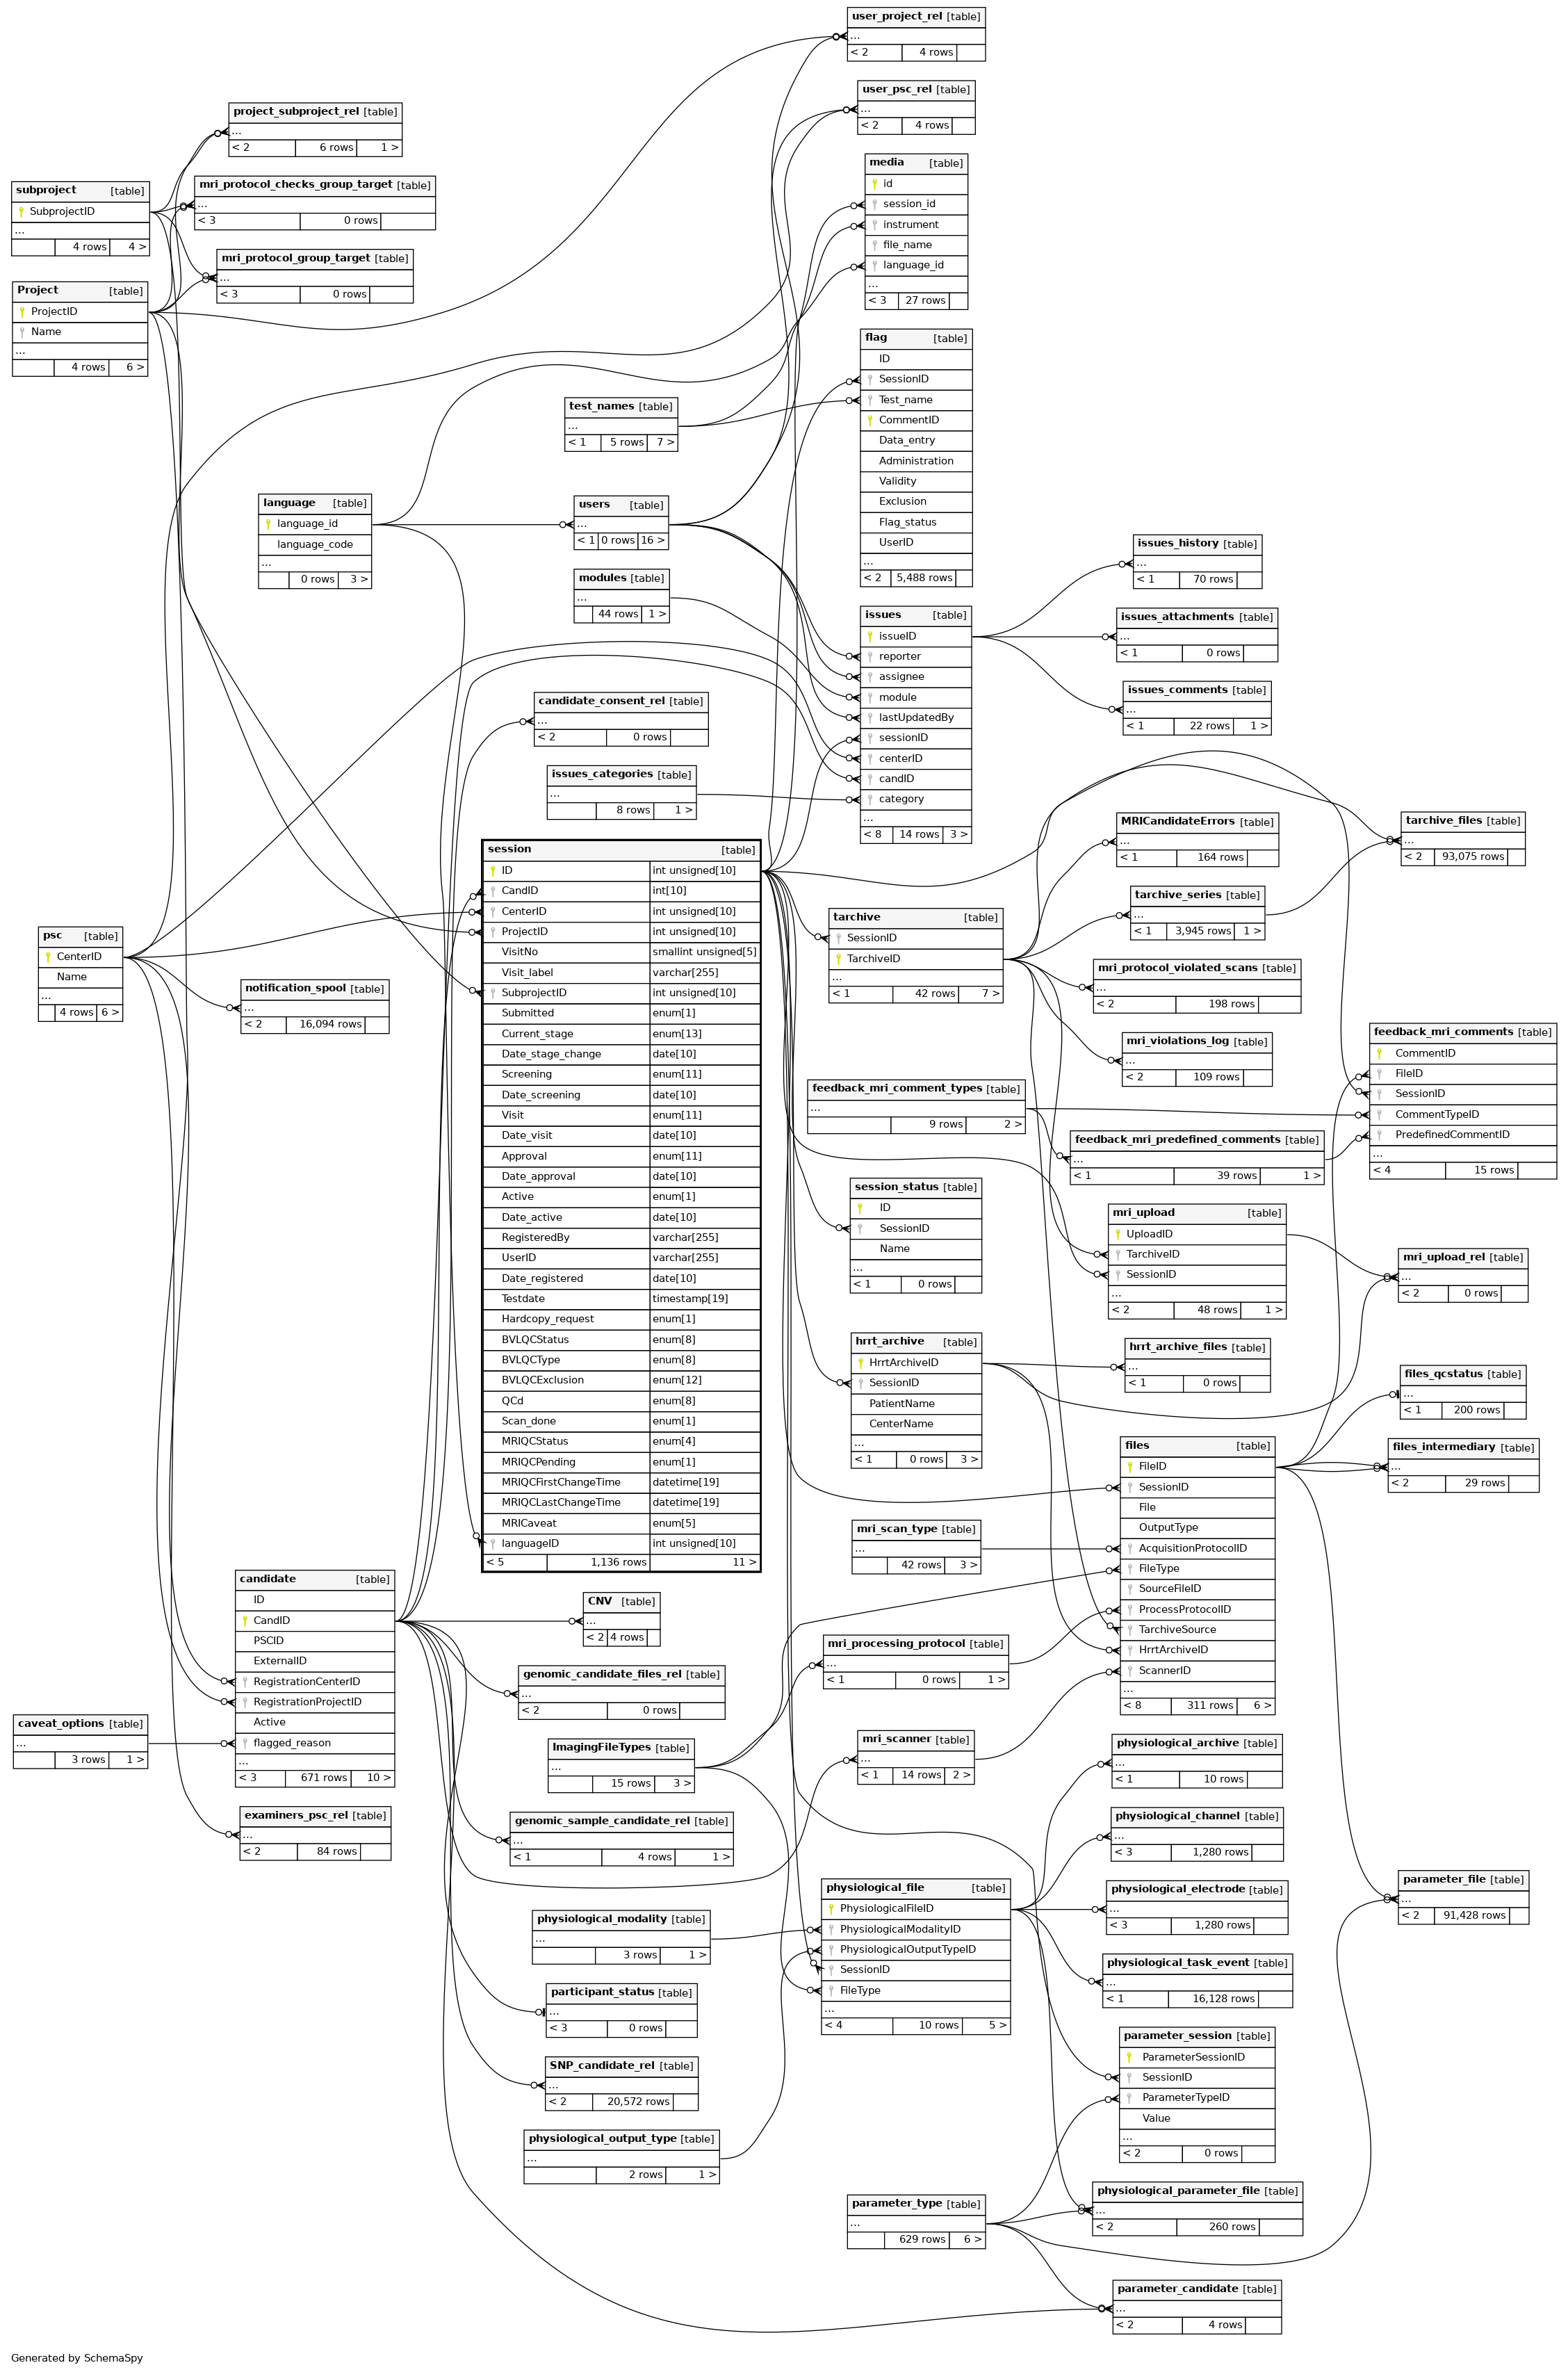 user_project_rel [table]
...
< 2 4 rows
user_psc_rel [table]
...
< 2 4 rows
project_subproject_rel [table]
...
< 2 6 rows 1 >
media [table]
id
session_id
instrument
file_name
language_id
...
< 3 27 rows
mri_protocol_checks_group_target [table]
...
< 3 0 rows
subproject [table]
SubprojectID
...
4 rows 4 >
mri_protocol_group_target [table]
...
< 3 0 rows
Project [table]
ProjectID
Name
...
4 rows 6 >
flag [table]
ID
SessionID
Test_name
CommentID
Data_entry
Administration
Validity
Exclusion
Flag_status
UserID
...
< 2 5,488 rows
test_names [table]
...
< 1 5 rows 7 >
language [table]
language_id
language_code
...
0 rows 3 >
users [table]
...
< 1 0 rows 16 >
modules [table]
...
44 rows 1 >
issues_history [table]
...
< 1 70 rows
issues [table]
issueID
reporter
assignee
module
lastUpdatedBy
sessionID
centerID
candID
category
...
< 8 14 rows 3 >
issues_attachments [table]
...
< 1 0 rows
issues_comments [table]
...
< 1 22 rows 1 >
candidate_consent_rel [table]
...
< 2 0 rows
issues_categories [table]
...
8 rows 1 >
session [table]
ID int unsigned[10]
CandID int[10]
CenterID int unsigned[10]
ProjectID int unsigned[10]
VisitNo smallint unsigned[5]
Visit_label varchar[255]
SubprojectID int unsigned[10]
Submitted enum[1]
Current_stage enum[13]
Date_stage_change date[10]
Screening enum[11]
Date_screening date[10]
Visit enum[11]
Date_visit date[10]
Approval enum[11]
Date_approval date[10]
Active enum[1]
Date_active date[10]
RegisteredBy varchar[255]
UserID varchar[255]
Date_registered date[10]
Testdate timestamp[19]
Hardcopy_request enum[1]
BVLQCStatus enum[8]
BVLQCType enum[8]
BVLQCExclusion enum[12]
QCd enum[8]
Scan_done enum[1]
MRIQCStatus enum[4]
MRIQCPending enum[1]
MRIQCFirstChangeTime datetime[19]
MRIQCLastChangeTime datetime[19]
MRICaveat enum[5]
languageID int unsigned[10]
< 5 1,136 rows 11 >
MRICandidateErrors [table]
...
< 1 164 rows
tarchive_files [table]
...
< 2 93,075 rows
tarchive_series [table]
...
< 1 3,945 rows 1 >
tarchive [table]
SessionID
TarchiveID
...
< 1 42 rows 7 >
psc [table]
CenterID
Name
...
4 rows 6 >
notification_spool [table]
...
< 2 16,094 rows
mri_protocol_violated_scans [table]
...
< 2 198 rows
mri_violations_log [table]
...
< 2 109 rows
feedback_mri_comments [table]
CommentID
FileID
SessionID
CommentTypeID
PredefinedCommentID
...
< 4 15 rows
feedback_mri_comment_types [table]
...
9 rows 2 >
feedback_mri_predefined_comments [table]
...
< 1 39 rows 1 >
session_status [table]
ID
SessionID
Name
...
< 1 0 rows
mri_upload [table]
UploadID
TarchiveID
SessionID
...
< 2 48 rows 1 >
mri_upload_rel [table]
...
< 2 0 rows
hrrt_archive [table]
HrrtArchiveID
SessionID
PatientName
CenterName
...
< 1 0 rows 3 >
hrrt_archive_files [table]
...
< 1 0 rows
files_qcstatus [table]
...
< 1 200 rows
files [table]
FileID
SessionID
File
OutputType
AcquisitionProtocolID
FileType
SourceFileID
ProcessProtocolID
TarchiveSource
HrrtArchiveID
ScannerID
...
< 8 311 rows 6 >
files_intermediary [table]
...
< 2 29 rows
mri_scan_type [table]
...
42 rows 3 >
candidate [table]
ID
CandID
PSCID
ExternalID
RegistrationCenterID
RegistrationProjectID
Active
flagged_reason
...
< 3 671 rows 10 >
CNV [table]
...
< 2 4 rows
mri_processing_protocol [table]
...
< 1 0 rows 1 >
genomic_candidate_files_rel [table]
...
< 2 0 rows
caveat_options [table]
...
3 rows 1 >
ImagingFileTypes [table]
...
15 rows 3 >
mri_scanner [table]
...
< 1 14 rows 2 >
physiological_archive [table]
...
< 1 10 rows
examiners_psc_rel [table]
...
< 2 84 rows
genomic_sample_candidate_rel [table]
...
< 1 4 rows 1 >
physiological_channel [table]
...
< 3 1,280 rows
physiological_file [table]
PhysiologicalFileID
PhysiologicalModalityID
PhysiologicalOutputTypeID
SessionID
FileType
...
< 4 10 rows 5 >
physiological_electrode [table]
...
< 3 1,280 rows
parameter_file [table]
...
< 2 91,428 rows
physiological_modality [table]
...
3 rows 1 >
physiological_task_event [table]
...
< 1 16,128 rows
participant_status [table]
...
< 3 0 rows
parameter_session [table]
ParameterSessionID
SessionID
ParameterTypeID
Value
...
< 2 0 rows
SNP_candidate_rel [table]
...
< 2 20,572 rows
physiological_output_type [table]
...
2 rows 1 >
physiological_parameter_file [table]
...
< 2 260 rows
parameter_type [table]
...
629 rows 6 >
parameter_candidate [table]
...
< 2 4 rows
Generated by SchemaSpy